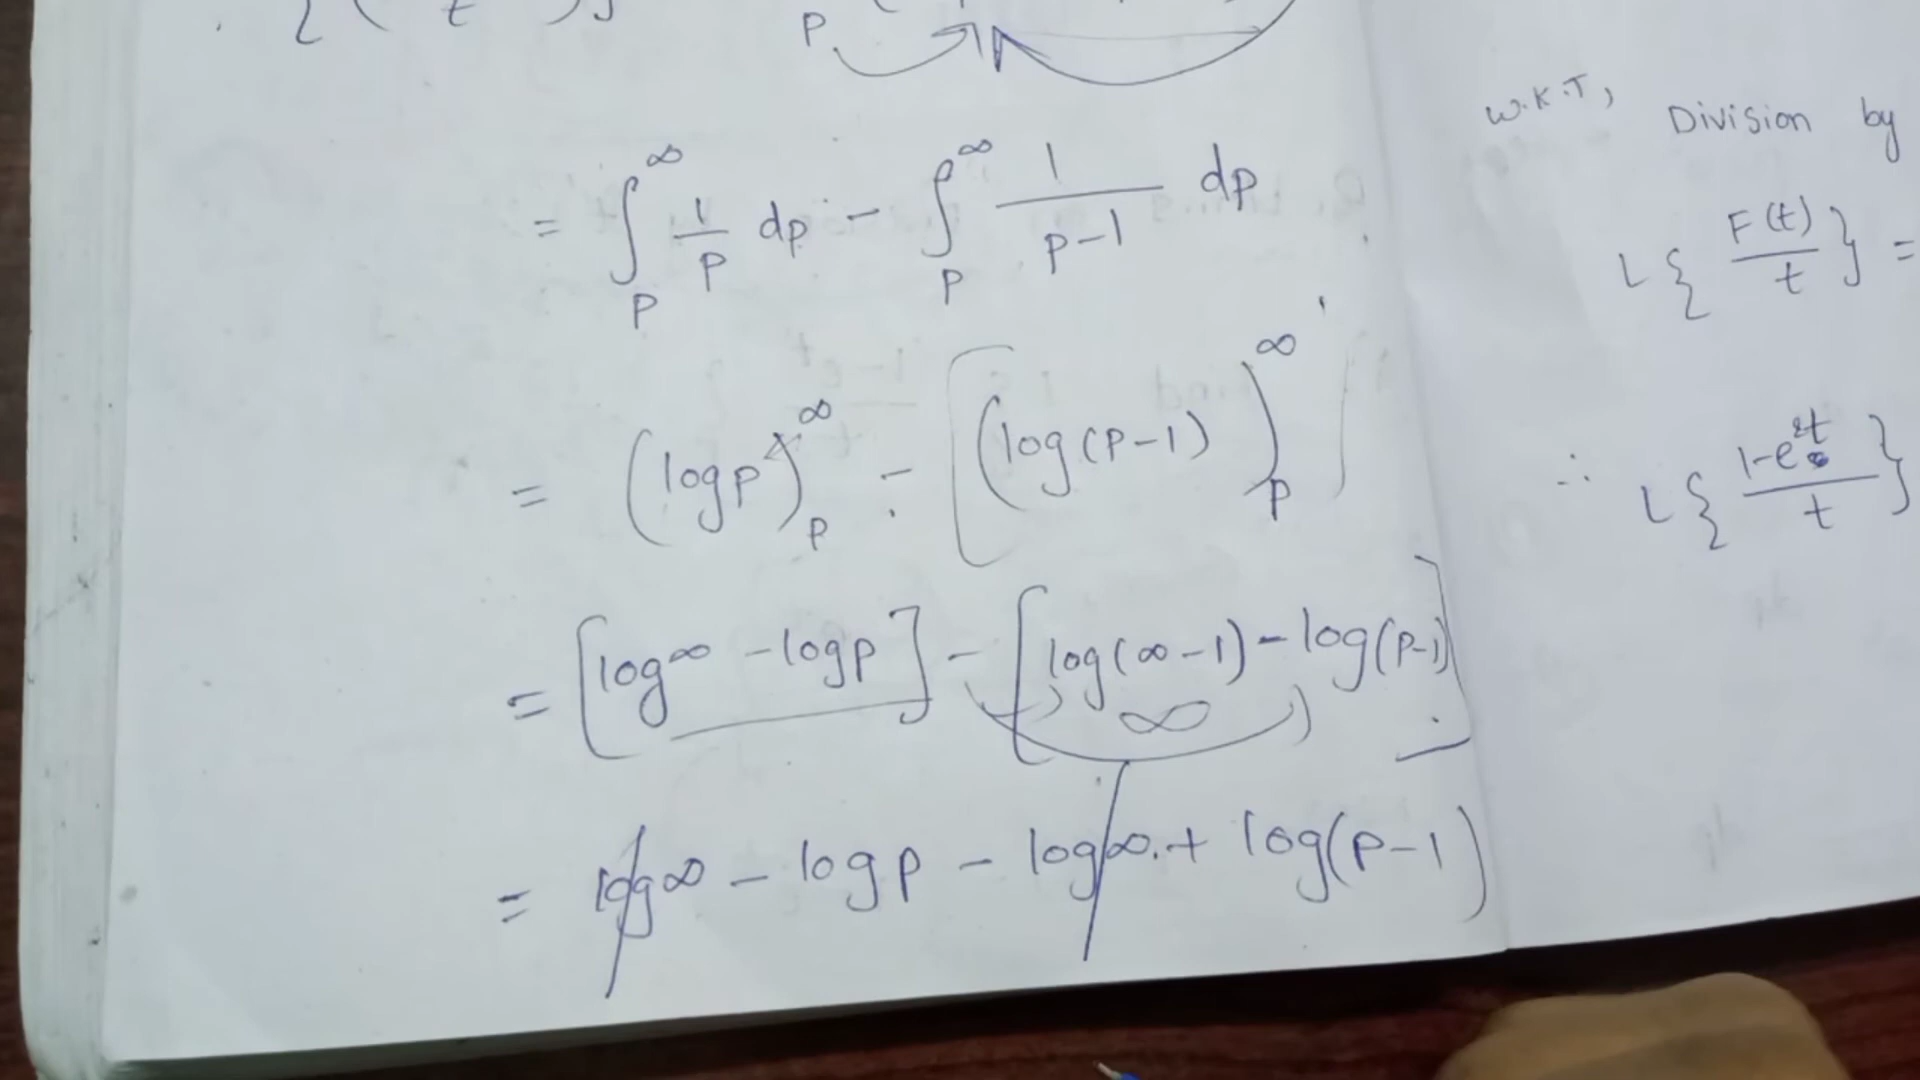 {( t )}
P
= ∫_P^∞ 1/P dp - ∫_P^∞ 1/(P-1) dp
= (log P)_P^∞ - [(log(P-1))_P^∞
= [log∞ - log P] - [log(∞-1) - log(P-1)]
∞
= log∞ - log P - log∞ + log(P-1)
W.K.T, Division by
L{F(t)/t} =
∴ L{(1-e^t)/t}